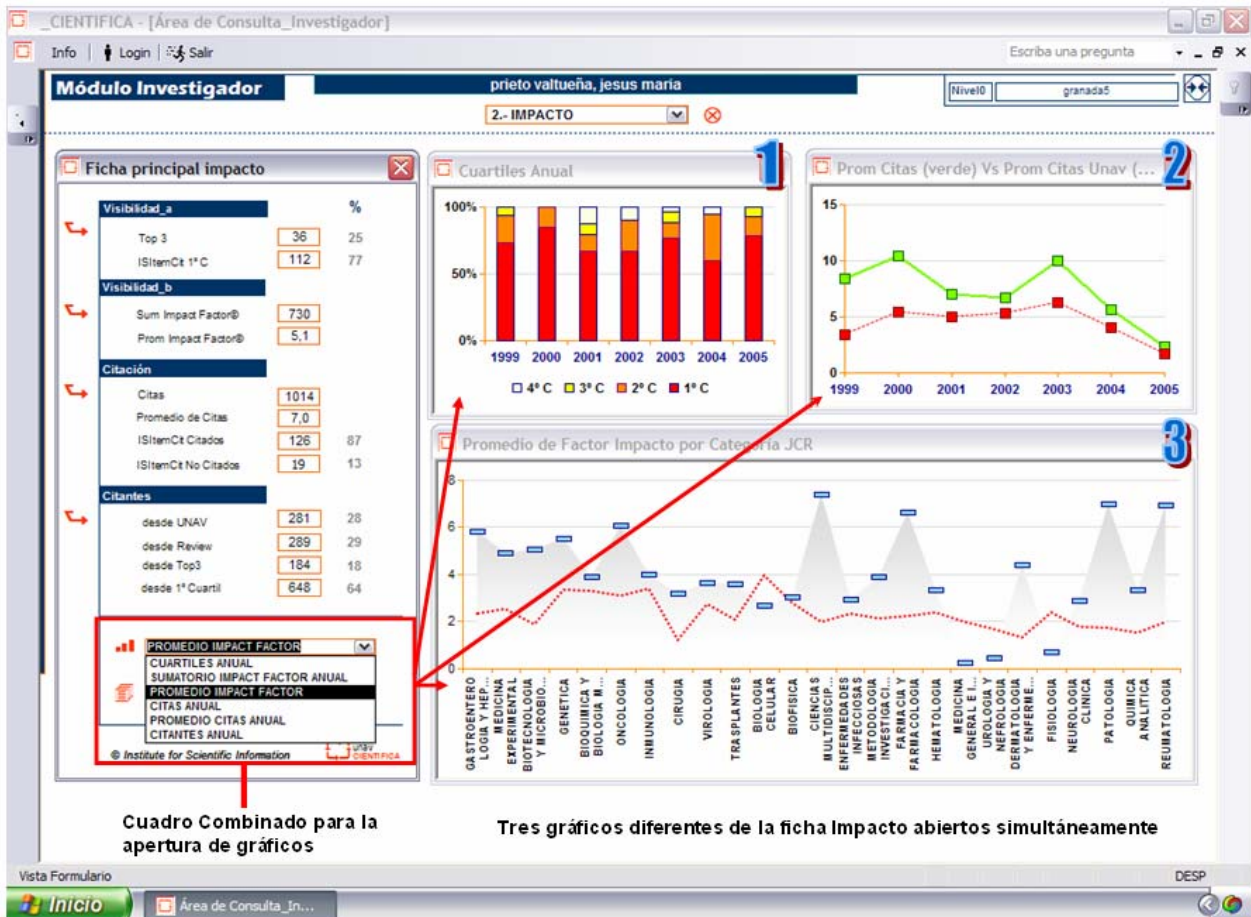 _CIENTIFICA - [Área de Consulta_Investigador]
Info Login Salir
Escriba una pregunta
Módulo Investigador
prieto valtueña, jesus maria
Nivel0 granada5
2.- IMPACTO
Ficha principal impacto
Visibilidad_a %
Top 3 36 25
ISItemCit 1º C 112 77
Visibilidad_b
Sum Impact Factor® 730
Prom Impact Factor® 5,1
Citación
Citas 1014
Promedio de Citas 7,0
ISItemCit Citados 126 87
ISItemCit No Citados 19 13
Citantes
desde UNAV 281 28
desde Review 289 29
desde Top3 184 18
desde 1º Cuartil 648 64
PROMEDIO IMPACT FACTOR
CUARTILES ANUAL
SUMATORIO IMPACT FACTOR ANUAL
PROMEDIO IMPACT FACTOR
CITAS ANUAL
PROMEDIO CITAS ANUAL
CITANTES ANUAL
© Institute for Scientific Information
unav
CIENTIFICA
Cuartiles Anual
1
100%
50%
0%
1999 2000 2001 2002 2003 2004 2005
4º C 3º C 2º C 1º C
Prom Citas (verde) Vs Prom Citas Unav (...
2
15
10
5
0
1999 2000 2001 2002 2003 2004 2005
Promedio de Factor Impacto por Categoría JCR
3
8
6
4
2
0
GASTROENTERO
LOGIA Y HEP...
MEDICINA
EXPERIMENTAL
BIOTECNOLOGIA
Y MICROBIO...
GENETICA
BIOQUIMICA Y
BIOLOGIA M...
ONCOLOGIA
INMUNOLOGIA
CIRUGIA
VIROLOGIA
TRASPLANTES
BIOLOGIA
CELULAR
BIOFISICA
CIENCIAS
MULTIDISCIP...
ENFERMEDADES
INFECCIOSAS
METODOLOGIA
INVESTIGACI...
FARMACIA Y
FARMACOLOGIA
HEMATOLOGIA
MEDICINA
GENERAL E I...
UROLOGIA Y
NEFROLOGIA
DERMATOLOGIA
Y ENFERME...
FISIOLOGIA
NEUROLOGIA
CLINICA
PATOLOGIA
QUIMICA
ANALITICA
REUMATOLOGIA
Cuadro Combinado para la
apertura de gráficos
Tres gráficos diferentes de la ficha Impacto abiertos simultáneamente
Vista Formulario
DESP
Inicio
Área de Consulta_In...